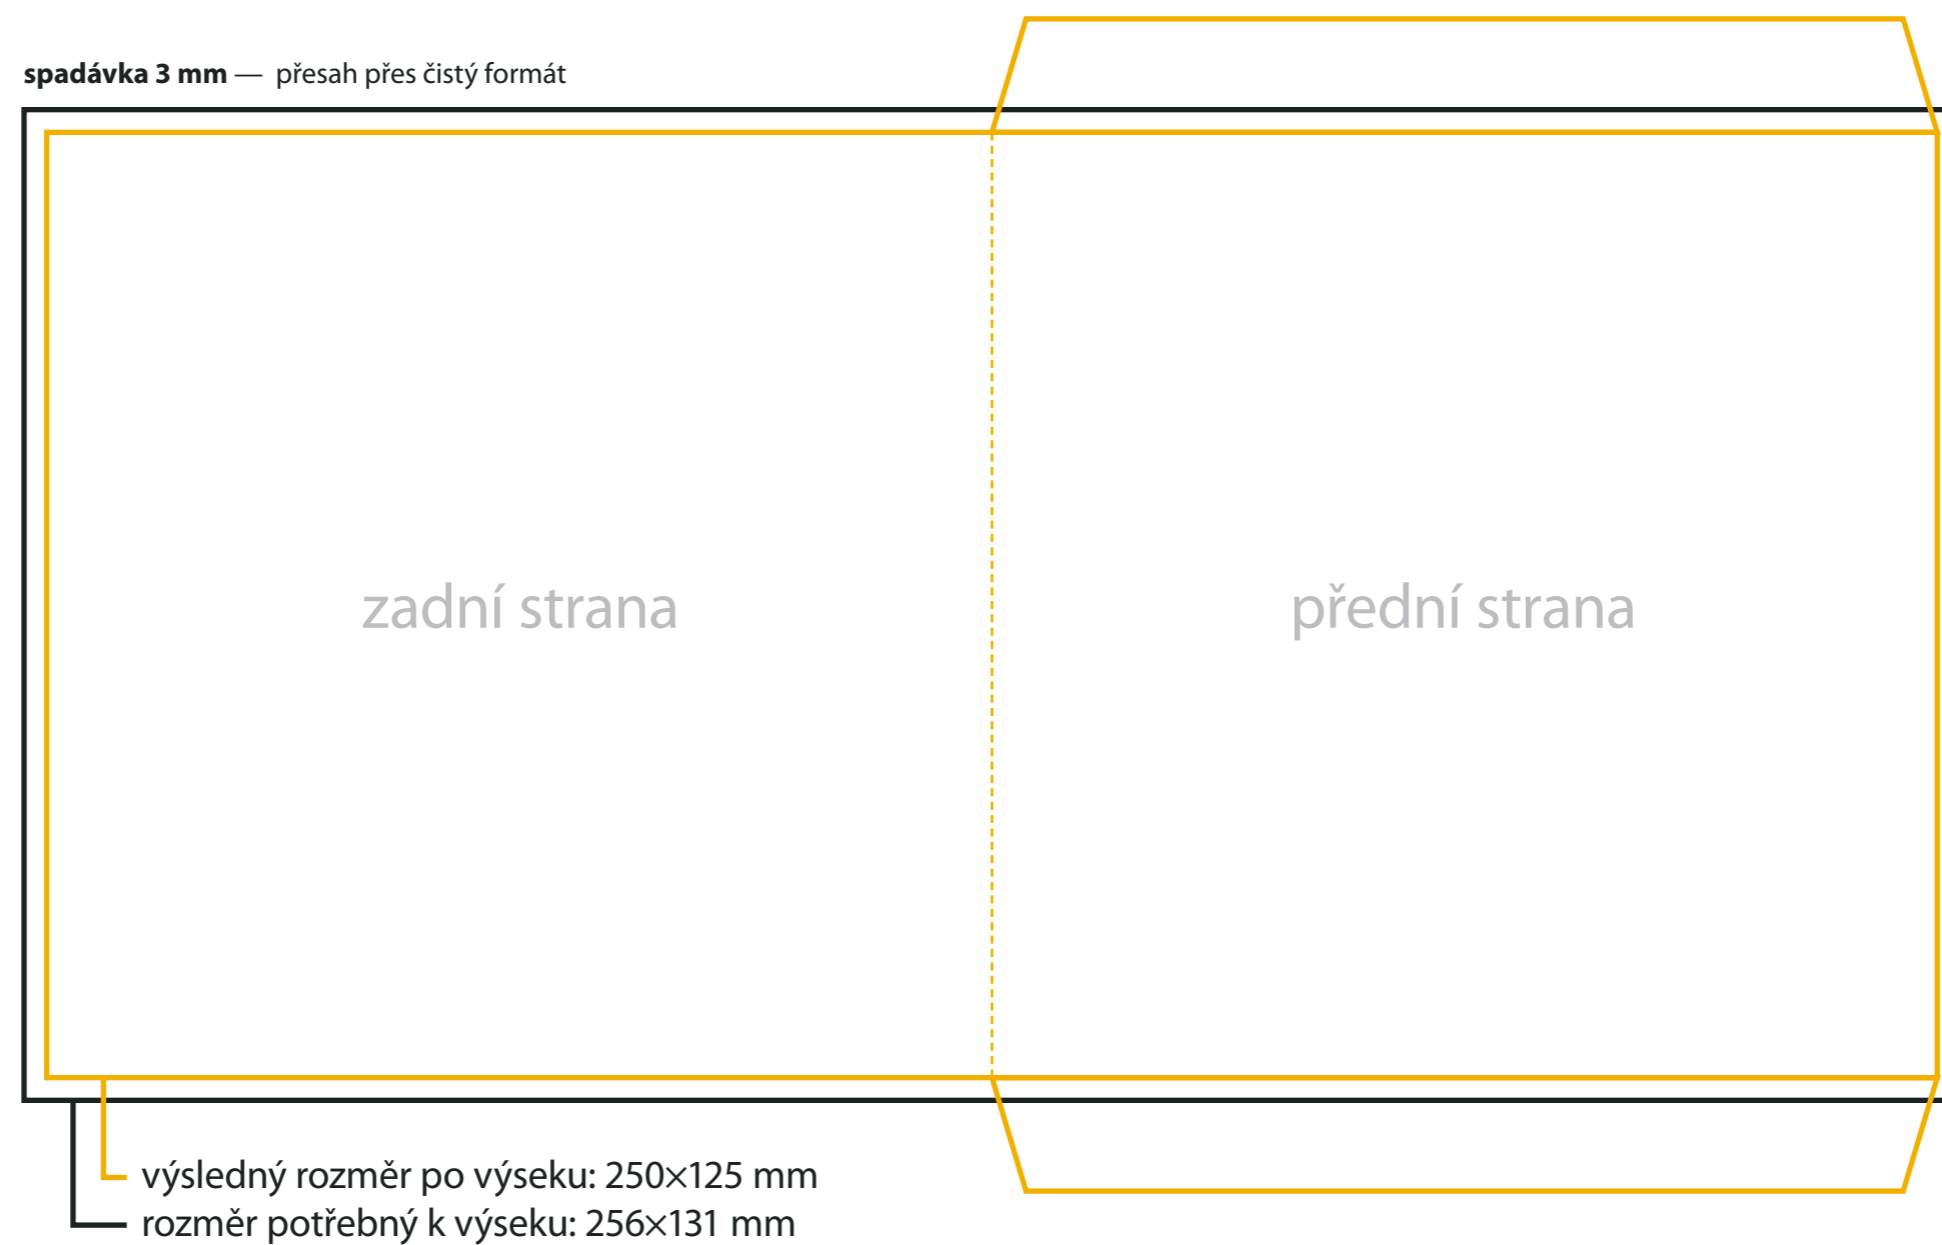 spadávka 3 mm — přesah přes čistý formát
zadní strana
přední strana
výsledný rozměr po výseku: 250×125 mm
rozměr potřebný k výseku: 256×131 mm